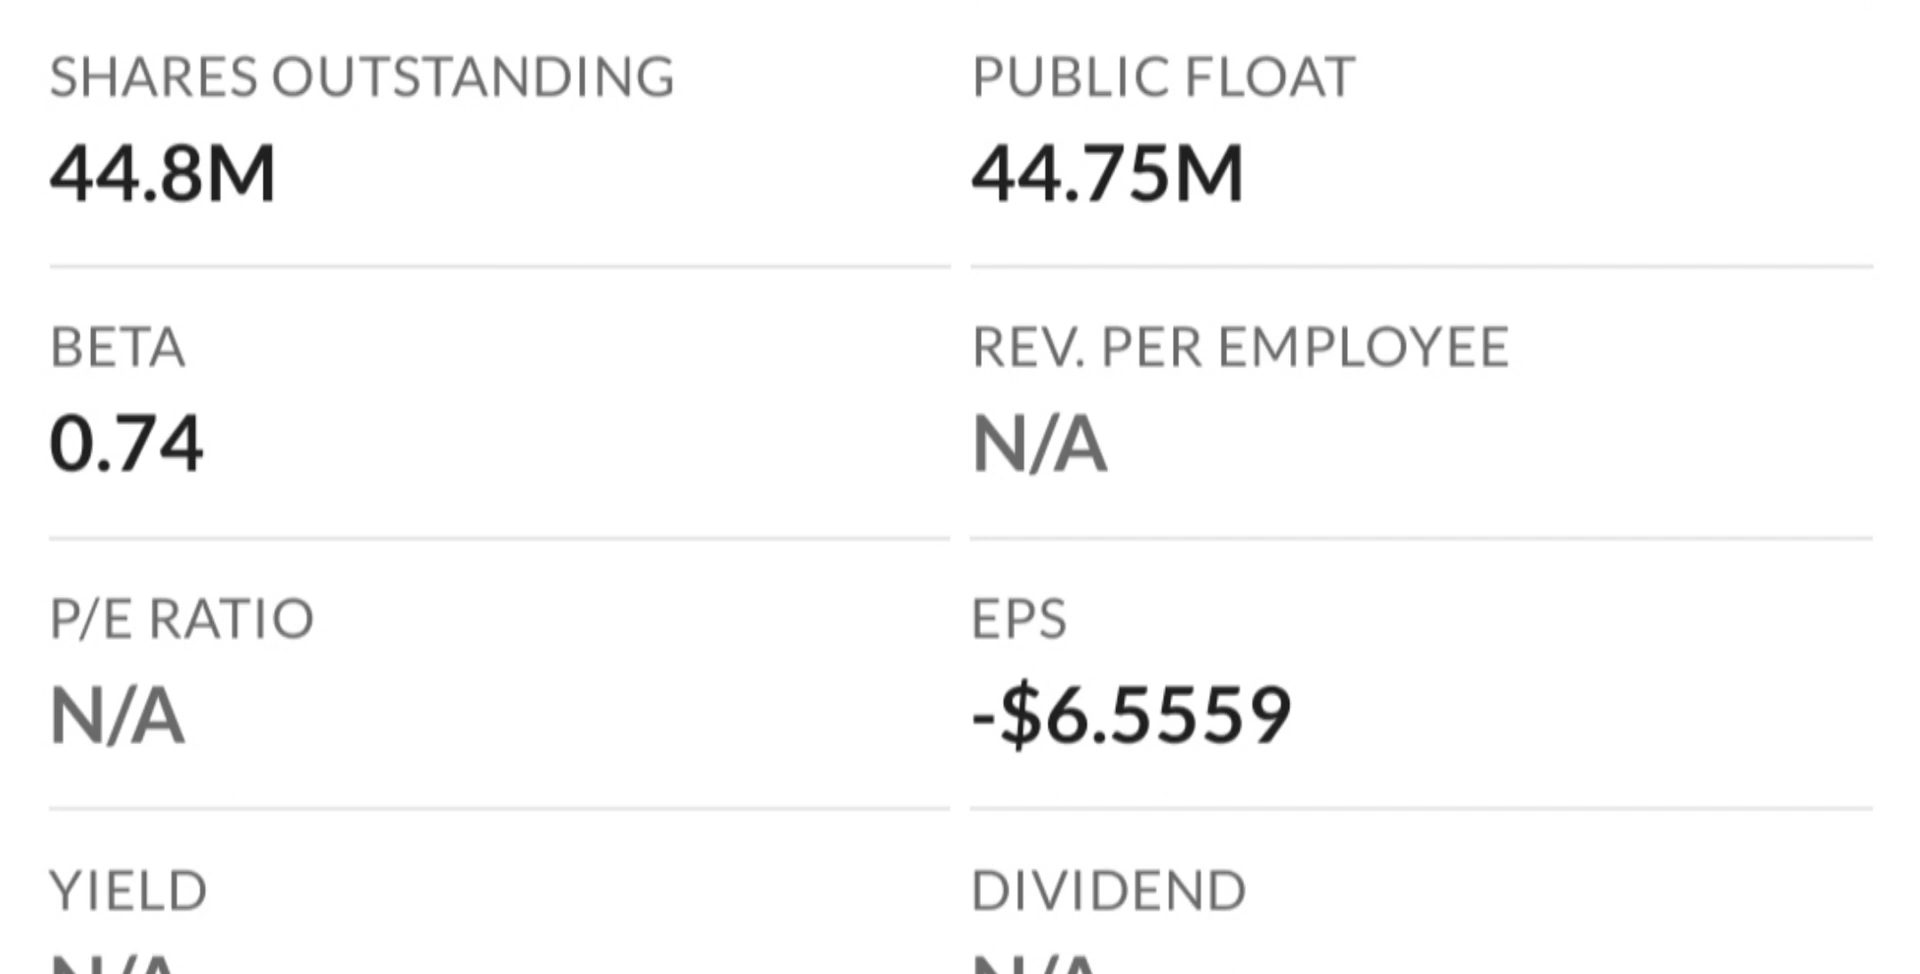 SHARES OUTSTANDING
44.8M
PUBLIC FLOAT
44.75M
BETA
0.74
REV. PER EMPLOYEE
N/A
P/E RATIO
N/A
EPS
-$6.5559
YIELD
N/A
DIVIDEND
N/A